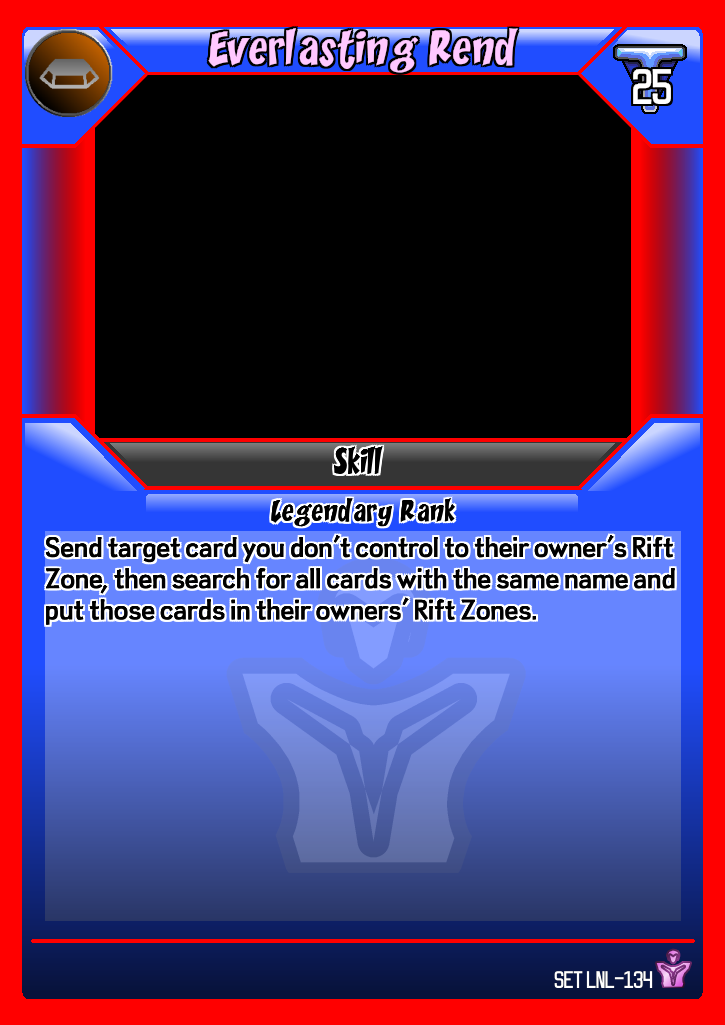 Everlasting Rend
25
Skill
Legendary Rank
Send target card you don't control to their owner's Rift
Zone, then search for all cards with the same name and
put those cards in their owners' Rift Zones.
SET LNL-134